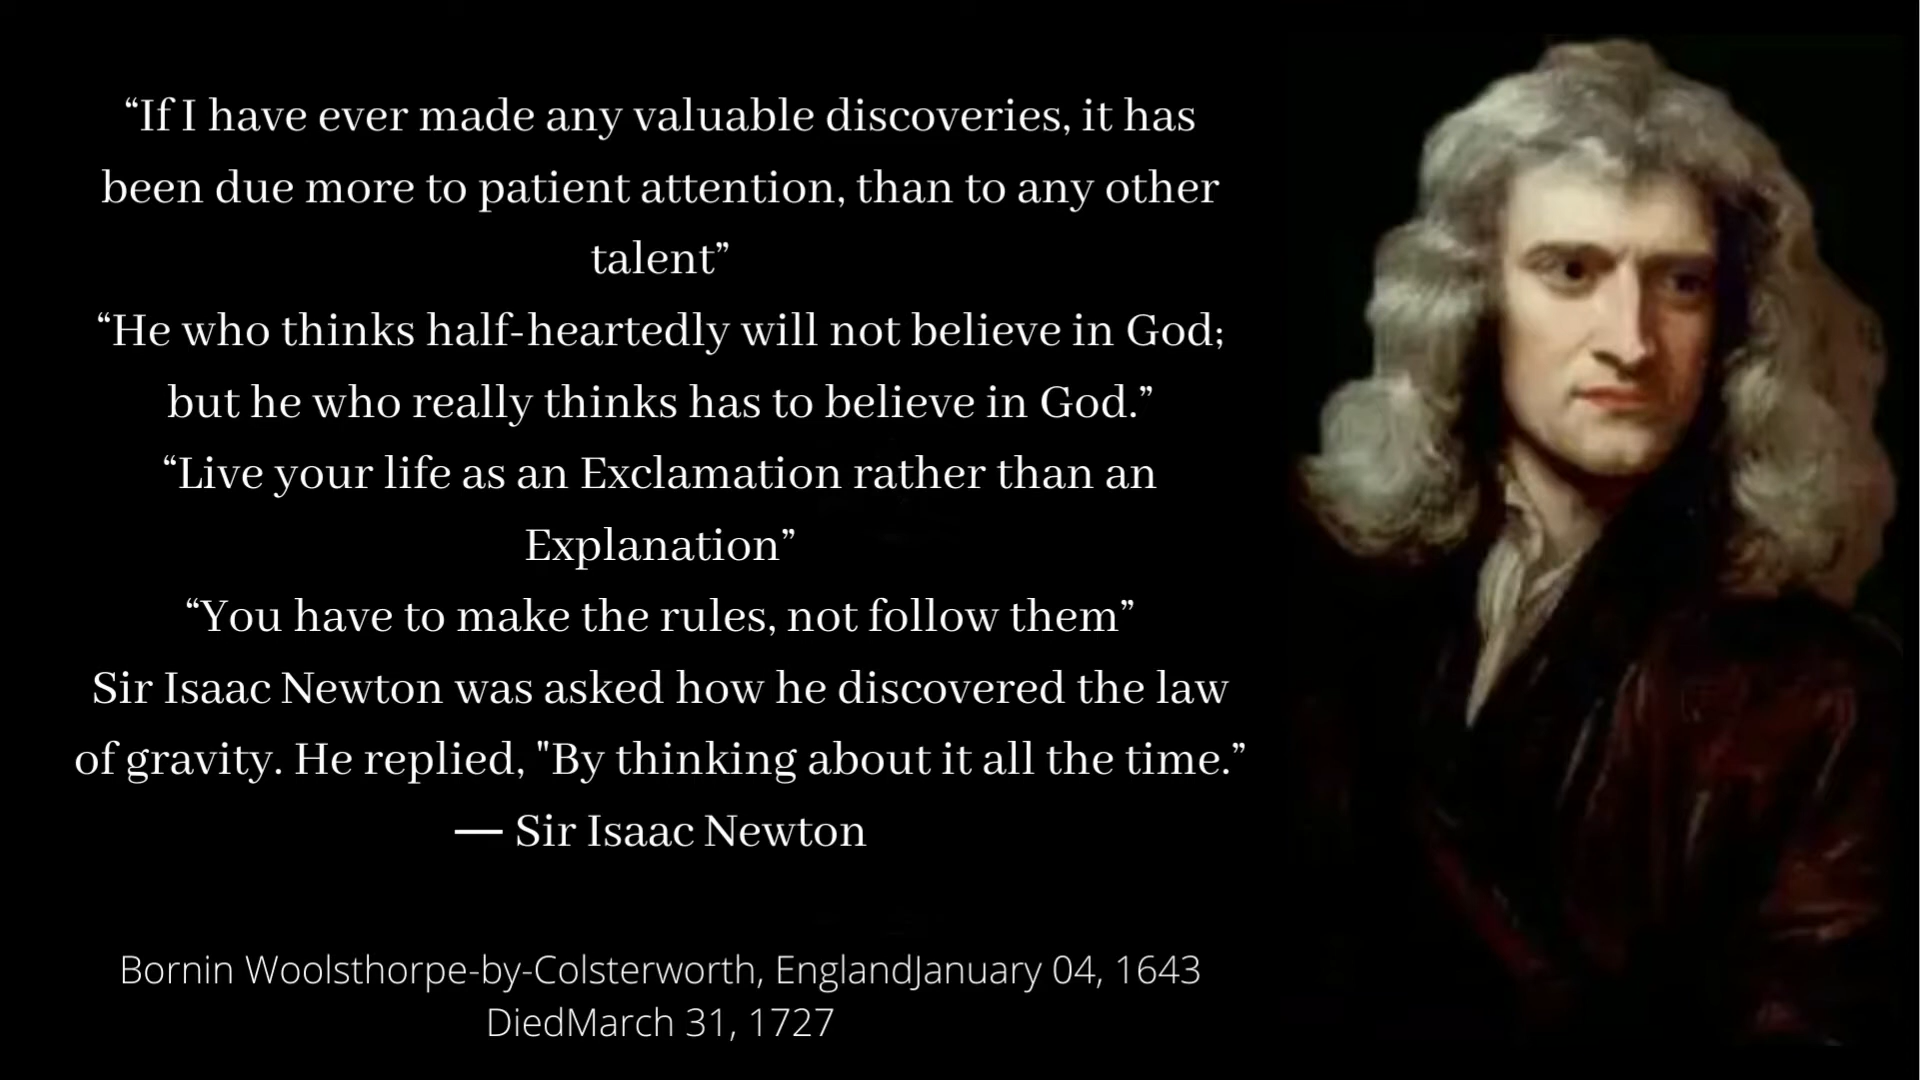 “If I have ever made any valuable discoveries, it has
been due more to patient attention, than to any other
talent”
“He who thinks half-heartedly will not believe in God;
but he who really thinks has to believe in God.”
“Live your life as an Exclamation rather than an
Explanation”
“You have to make the rules, not follow them”
Sir Isaac Newton was asked how he discovered the law
of gravity. He replied, "By thinking about it all the time.”
— Sir Isaac Newton
Bornin Woolsthorpe-by-Colsterworth, EnglandJanuary 04, 1643
DiedMarch 31, 1727